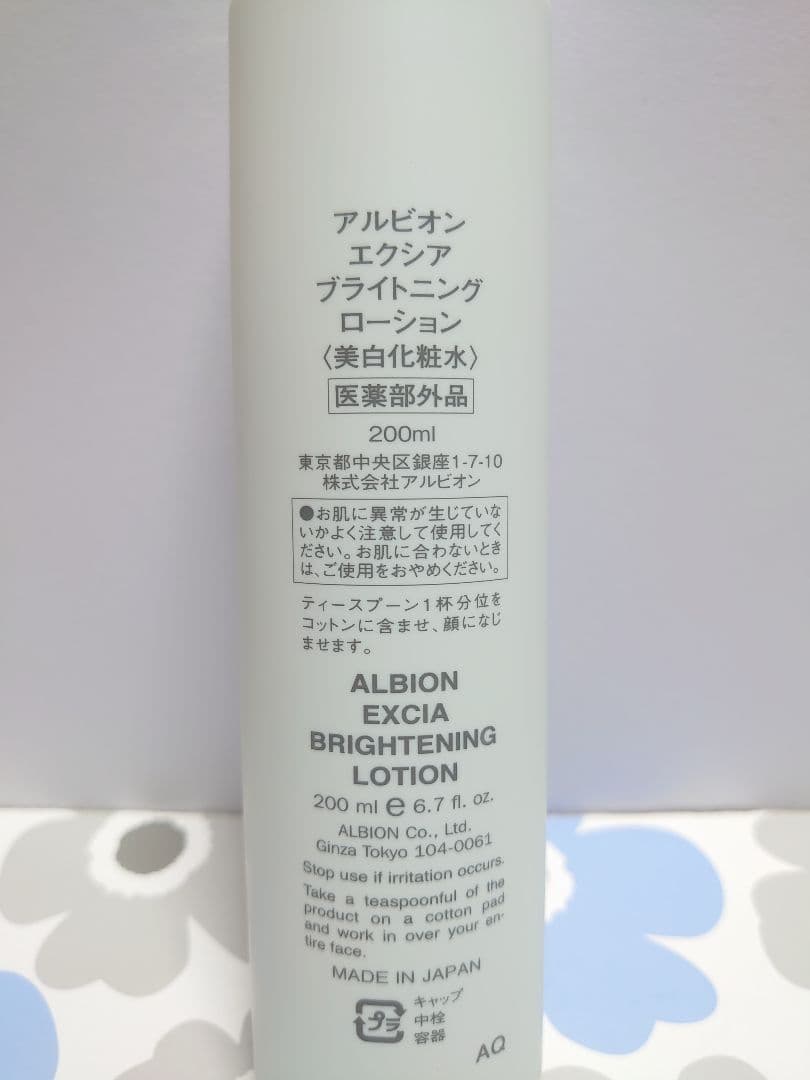 アルビオン
エクシア
ブライトニング
ローション
〈美白化粧水〉
医薬部外品
200ml
東京都中央区銀座1-7-10
株式会社アルビオン
●お肌に異常が生じていな
いかよく注意して使用してく
ださい。お肌に合わないとき
は、ご使用をおやめください。
ティースプーン1杯分位を
コットンに含ませ、顔になじ
ませます。
ALBION
EXCIA
BRIGHTENING
LOTION
200 ml e 6.7 fl. oz.
ALBION Co., Ltd.
Ginza Tokyo 104-0061
Stop use if irritation occurs.
Take a teaspoonful of the
product on a cotton pad
and work in over your en-
tire face.
MADE IN JAPAN
プラ
キャップ
中栓
容器
AQ